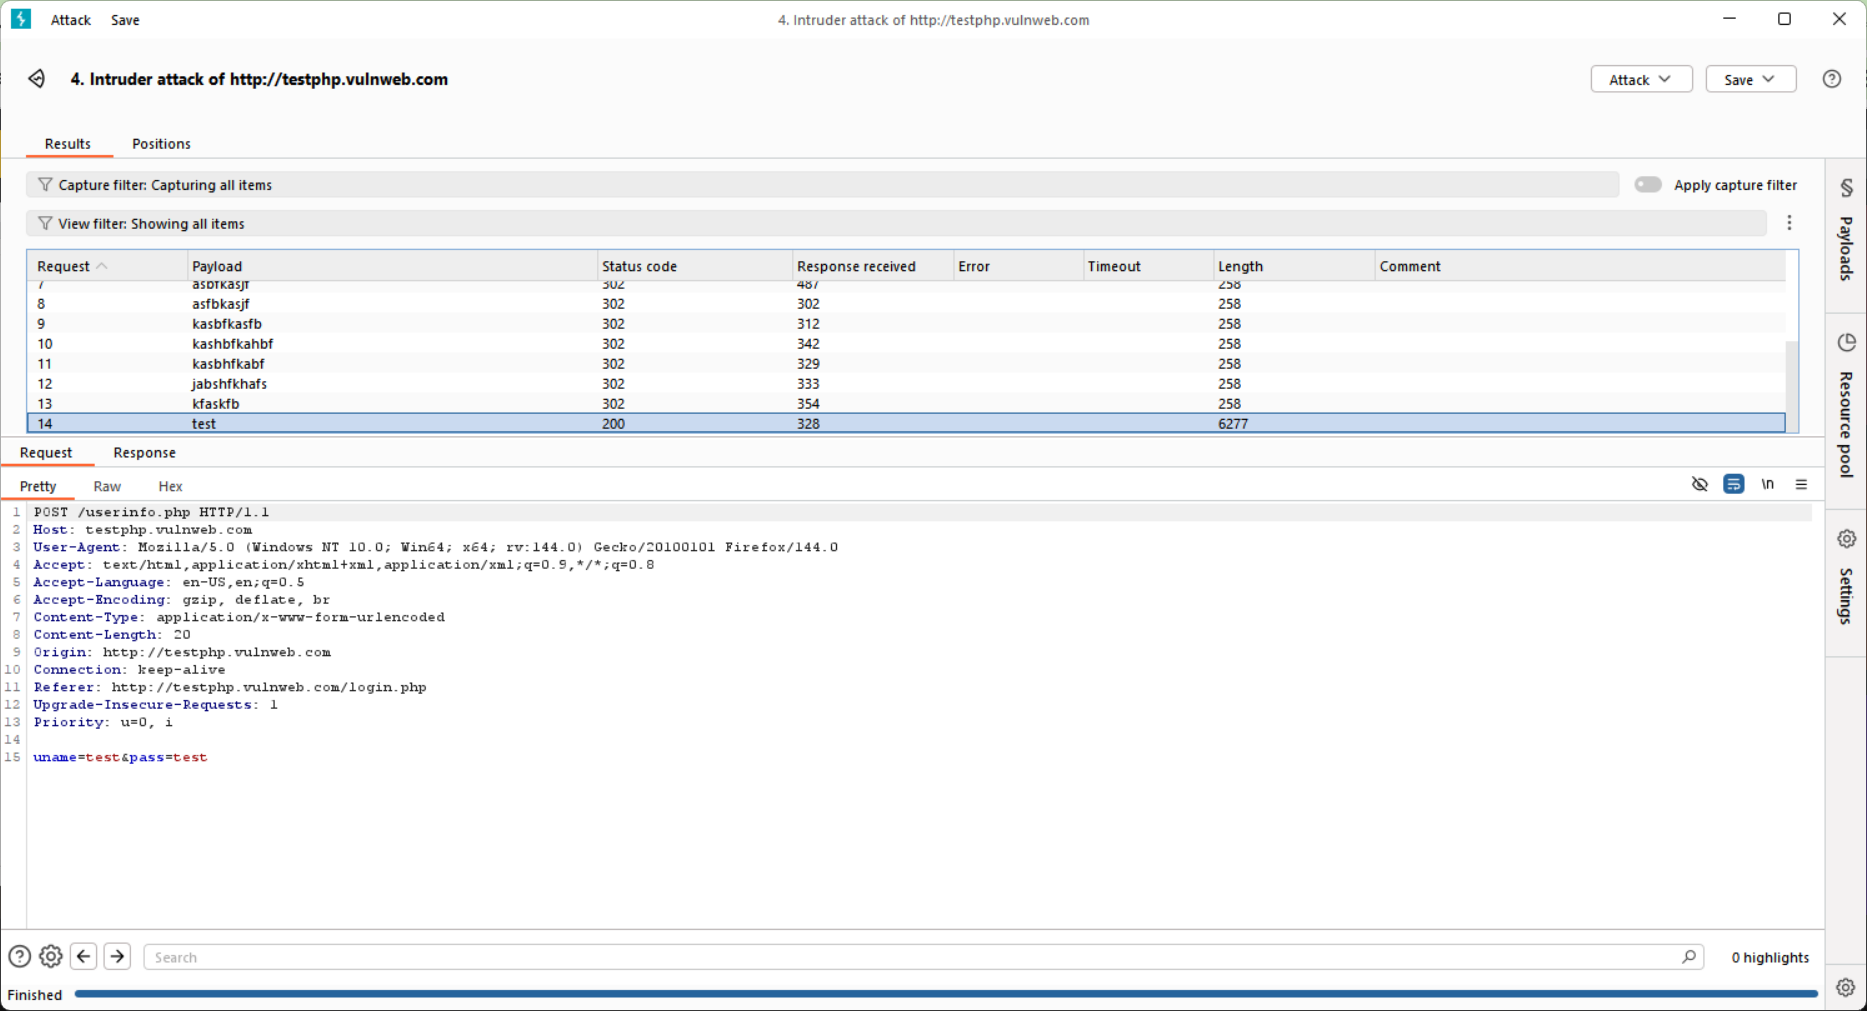 Attack Save 4. Intruder attack of http://testphp.vulnweb.com
4. Intruder attack of http://testphp.vulnweb.com Attack Save
Results Positions
Capture filter: Capturing all items Apply capture filter
View filter: Showing all items
Request Payload Status code Response received Error Timeout Length Comment
7 asbfkasjf 302 487 258
8 asfbkasjf 302 302 258
9 kasbfkasfb 302 312 258
10 kashbfkahbf 302 342 258
11 kasbhfkabf 302 329 258
12 jabshfkhafs 302 333 258
13 kfaskfb 302 354 258
14 test 200 328 6277
Request Response
Pretty Raw Hex \n
1 POST /userinfo.php HTTP/1.1
2 Host: testphp.vulnweb.com
3 User-Agent: Mozilla/5.0 (Windows NT 10.0; Win64; x64; rv:144.0) Gecko/20100101 Firefox/144.0
4 Accept: text/html,application/xhtml+xml,application/xml;q=0.9,*/*;q=0.8
5 Accept-Language: en-US,en;q=0.5
6 Accept-Encoding: gzip, deflate, br
7 Content-Type: application/x-www-form-urlencoded
8 Content-Length: 20
9 Origin: http://testphp.vulnweb.com
10 Connection: keep-alive
11 Referer: http://testphp.vulnweb.com/login.php
12 Upgrade-Insecure-Requests: 1
13 Priority: u=0, i
14
15 uname=test&pass=test
Search 0 highlights
Finished
Payloads
Resource pool
Settings